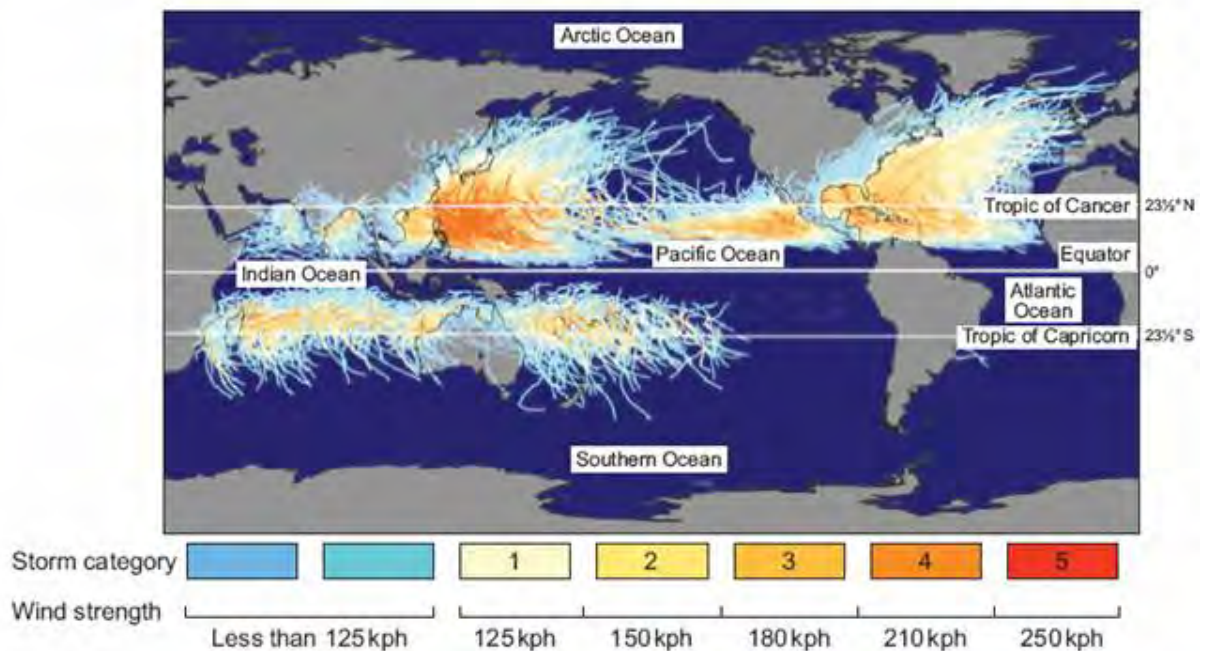 Arctic Ocean
Tropic of Cancer 23½° N
Pacific Ocean
Equator
Indian Ocean
0°
Atlantic
Ocean
Tropic of Capricorn 23½° S
Southern Ocean
Storm category 1 2 3 4 5
Wind strength
Less than 125 kph 125 kph 150 kph 180 kph 210 kph 250 kph